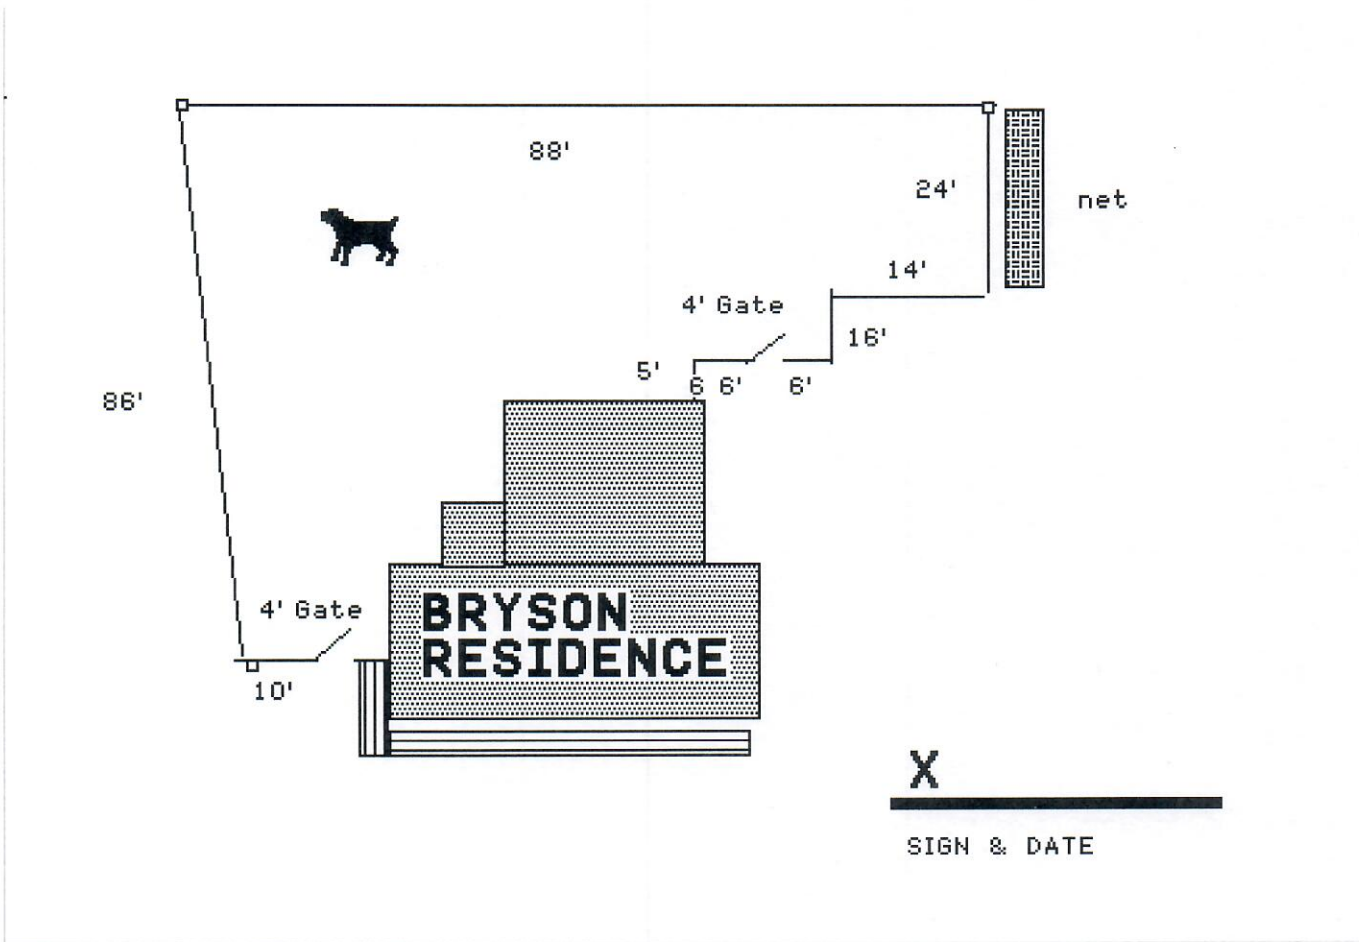 88'
24'
net
14'
4' Gate
16'
5'
6 6'
6'
86'
4' Gate
BRYSON
RESIDENCE
10'
X
SIGN & DATE